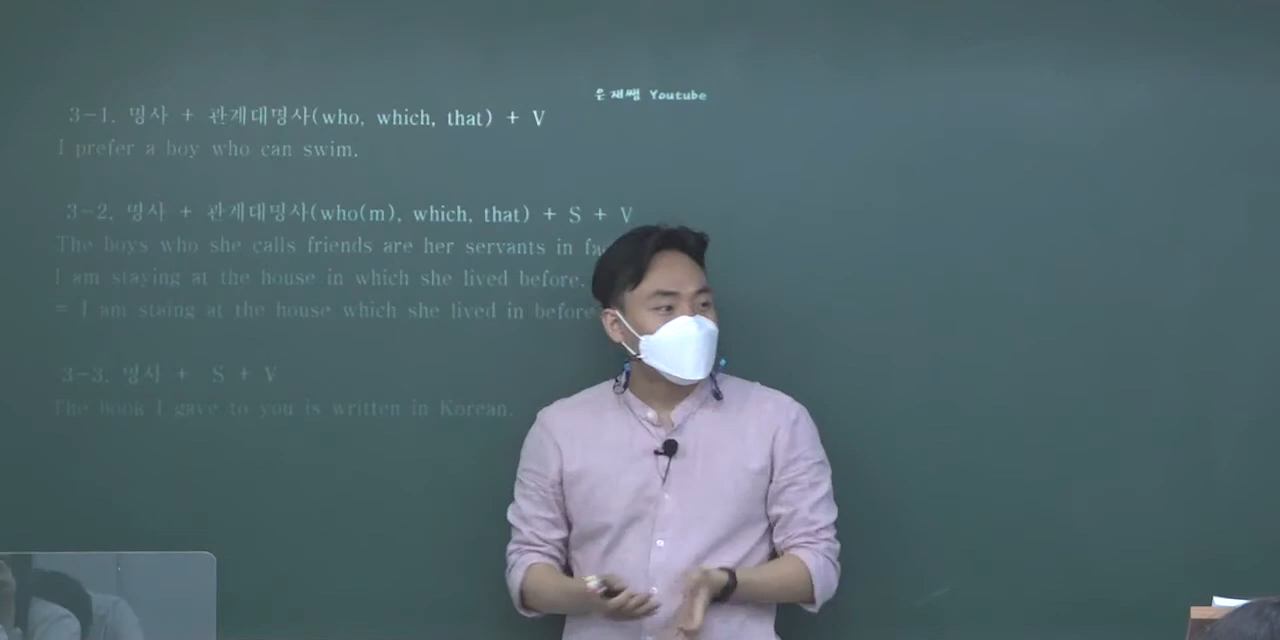 은재쌤 Youtube
3-1. 명사 + 관계대명사(who, which, that) + V
I prefer a boy who can swim.
3-2. 명사 + 관계대명사(who(m), which, that) + S + V
The boys who she calls friends are her servants in
I am staying at the house in which she lived before.
= I am staing at the house which she lived in before
3-3. 명사 + S + V
The book I gave to you is written in Korean.